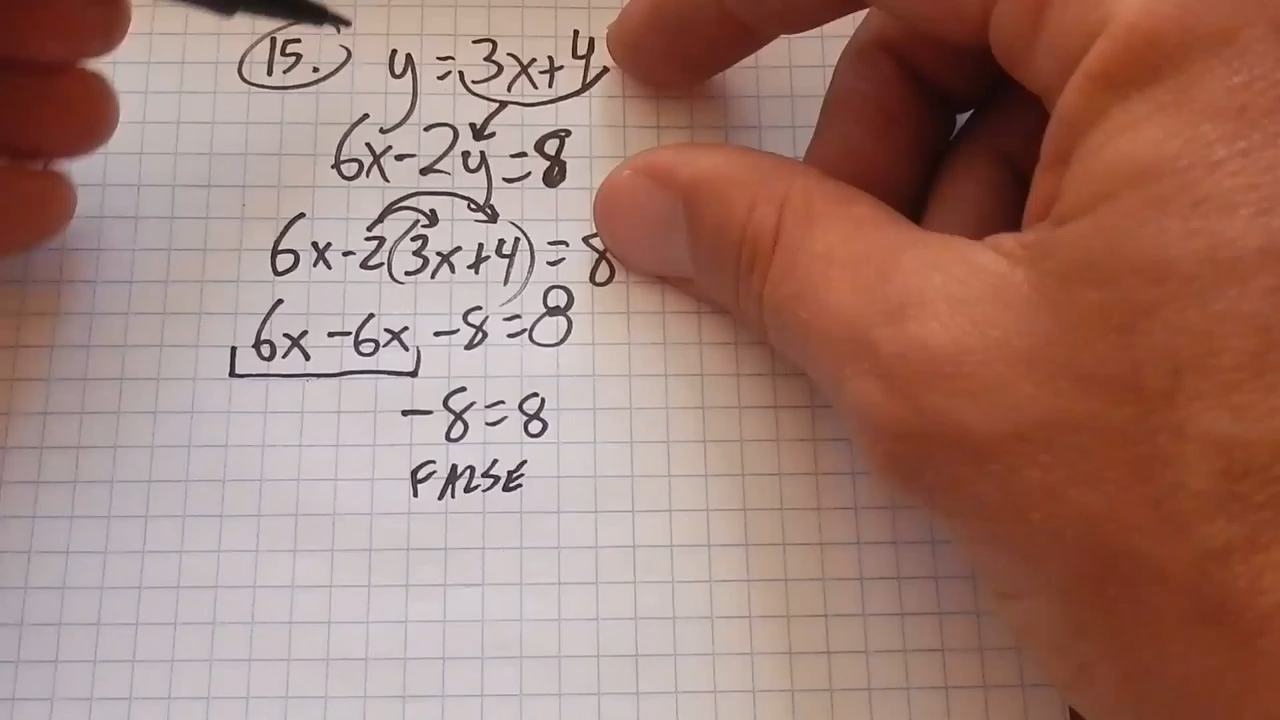 15. y = 3x+4
6x-2y=8
6x-2(3x+4)=8
6x-6x-8=8
-8=8
FALSE